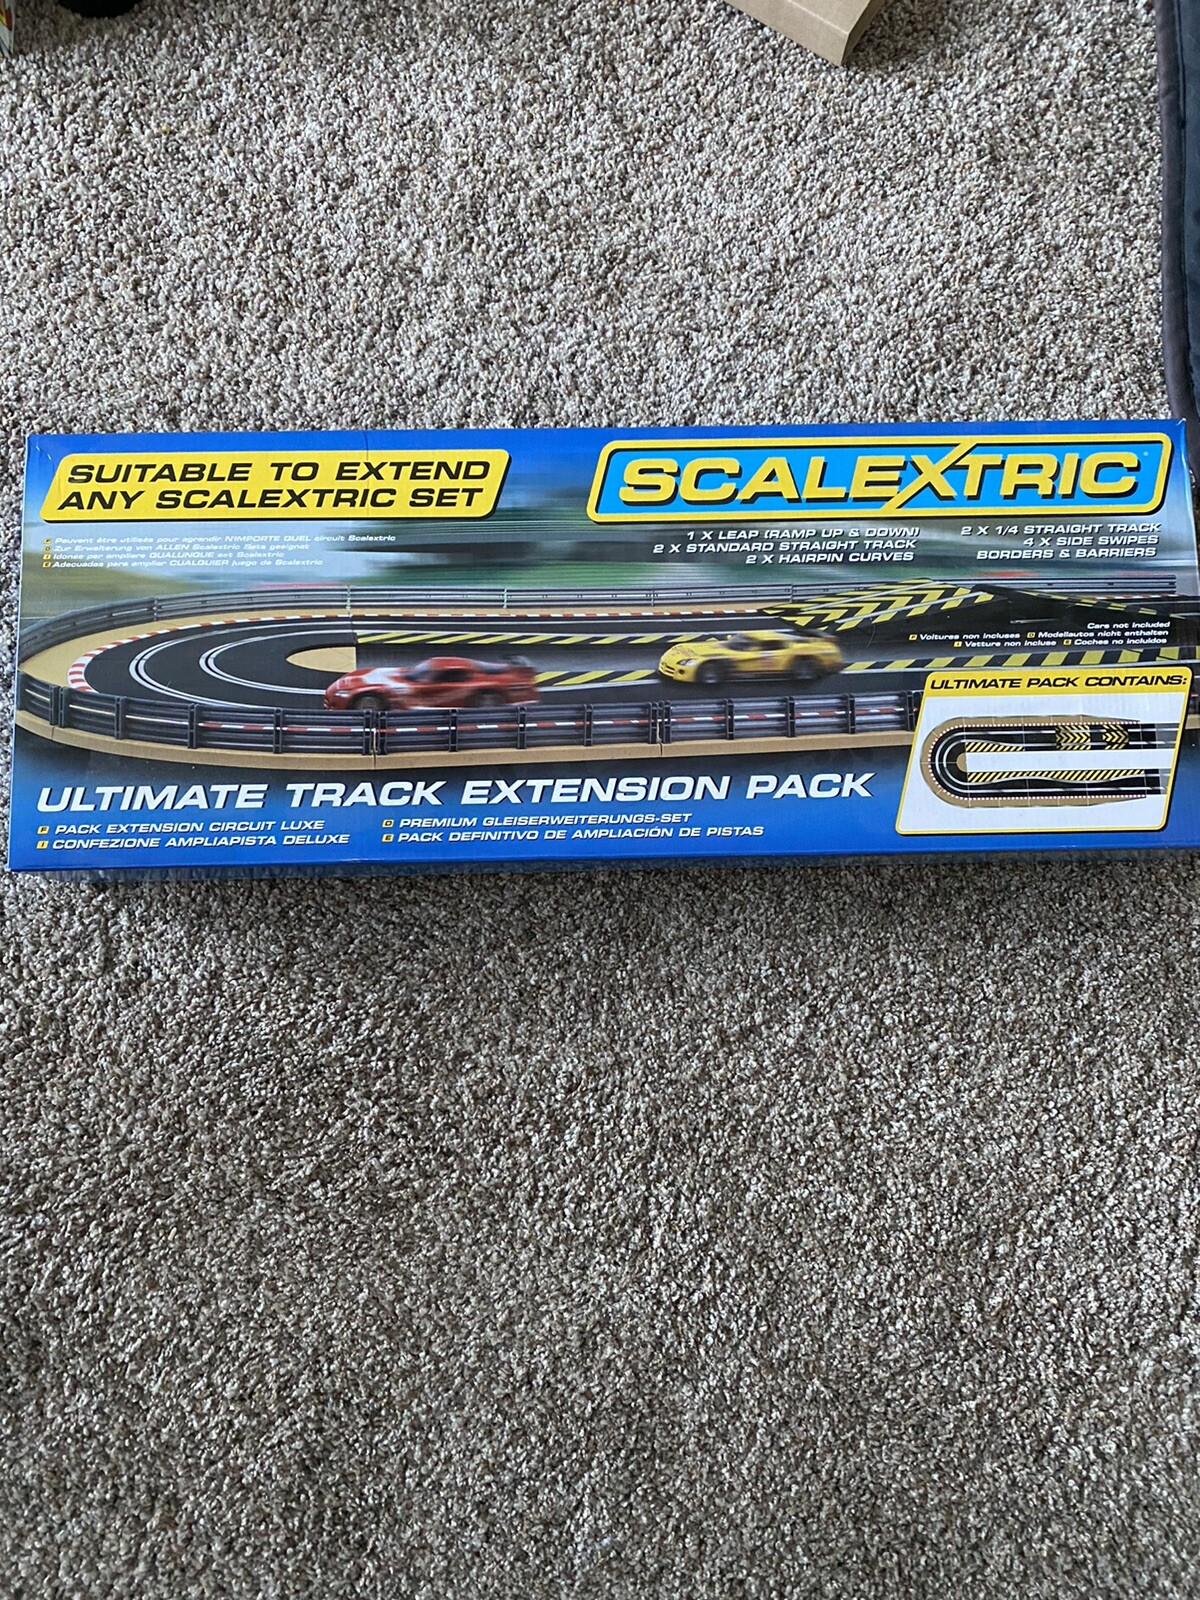 SUITABLE TO EXTEND
ANY SCALEXTRIC SET
F Peuvent être utilisés pour agrandir N'IMPORTE QUEL circuit Scalextric
D Zur Erweiterung von ALLEN Scalextric Sets geeignet
I Idonee per ampliare QUALUNQUE set Scalextric
E Adecuadas para ampliar CUALQUIER juego de Scalextric
SCALEXTRIC
1 X LEAP (RAMP UP & DOWN)
2 X STANDARD STRAIGHT TRACK
2 X HAIRPIN CURVES
2 X 1/4 STRAIGHT TRACK
4 X SIDE SWIPES
BORDERS & BARRIERS
Cars not included
F Voitures non incluses D Modellautos nicht enthalten
I Vetture non incluse E Coches no incluidos
ULTIMATE PACK CONTAINS:
ULTIMATE TRACK EXTENSION PACK
F PACK EXTENSION CIRCUIT LUXE
I CONFEZIONE AMPLIAPISTA DELUXE
D PREMIUM GLEISERWEITERUNGS-SET
E PACK DEFINITIVO DE AMPLIACIÓN DE PISTAS